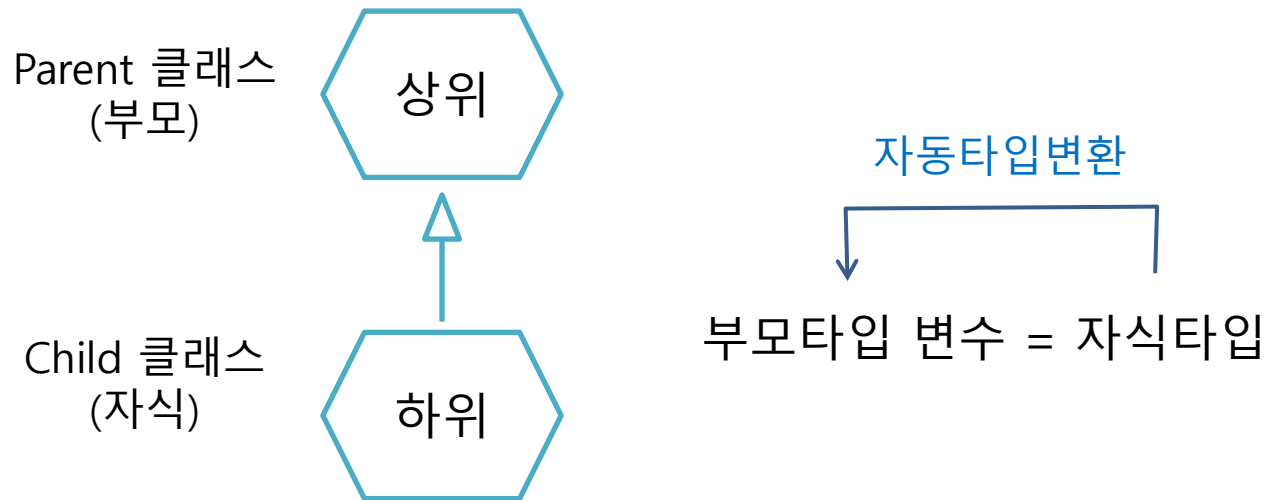 Parent 클래스
(부모)
상위
자동타입변환
부모타입 변수 = 자식타입
Child 클래스
(자식)
하위